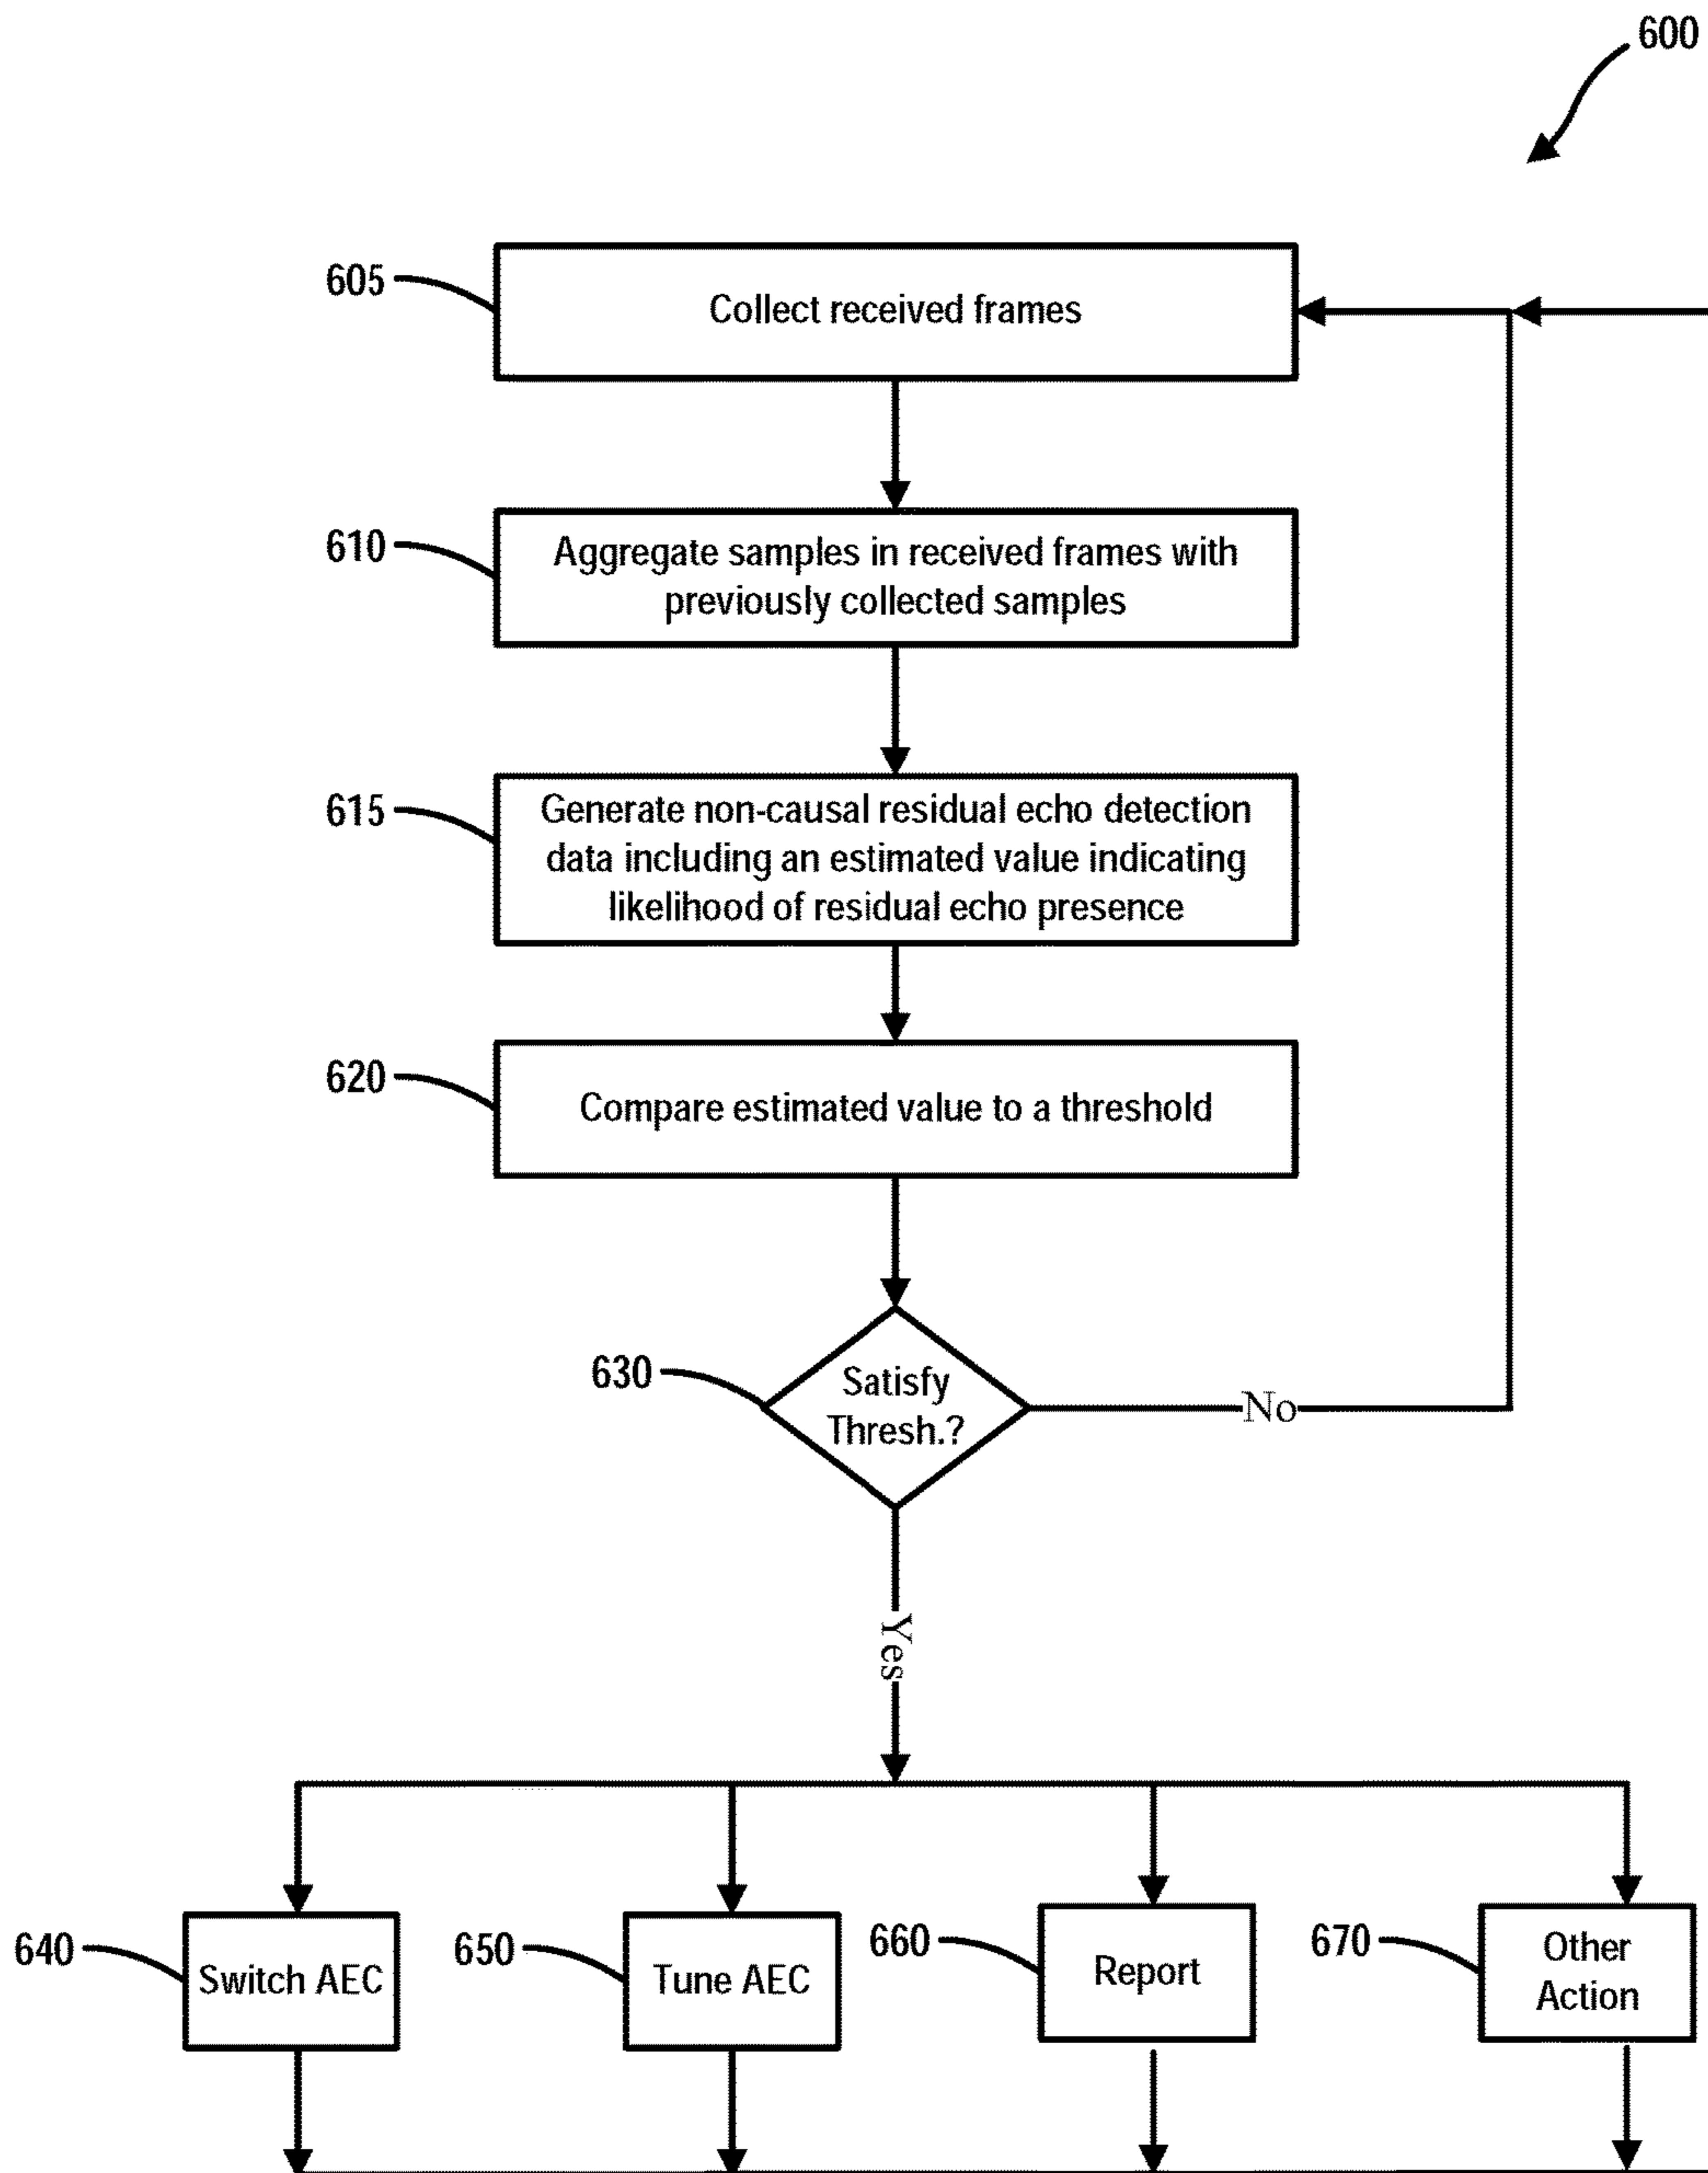 600
605
Collect received frames
610
Aggregate samples in received frames with
previously collected samples
615
Generate non-causal residual echo detection
data including an estimated value indicating
likelihood of residual echo presence
620
Compare estimated value to a threshold
630
Satisfy
Thresh.?
No
Yes
640
Switch AEC
650
Tune AEC
660
Report
670
Other
Action